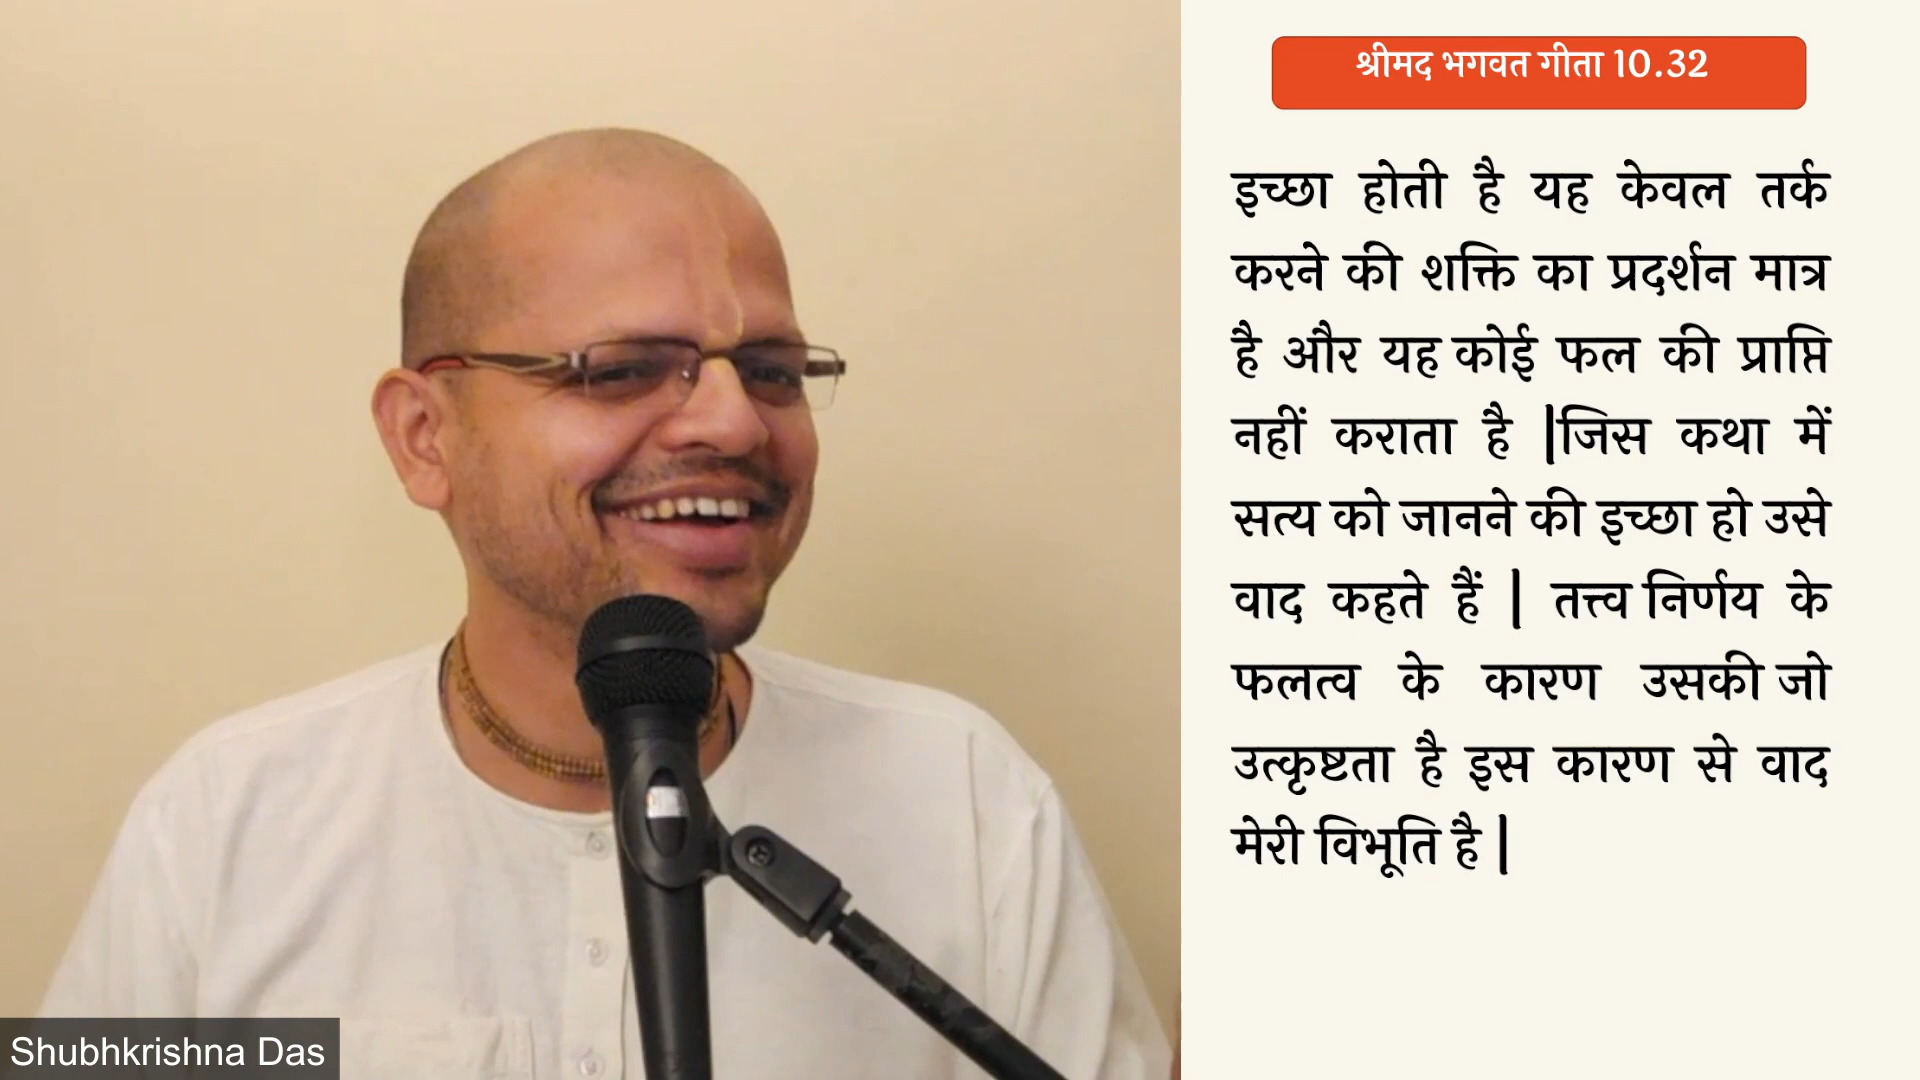 श्रीमद भगवत गीता 10.32
इच्छा होती है यह केवल तर्क
करने की शक्ति का प्रदर्शन मात्र
है और यह कोई फल की प्राप्ति
नहीं कराता है |जिस कथा में
सत्य को जानने की इच्छा हो उसे
वाद कहते हैं | तत्त्व निर्णय के
फलत्व के कारण उसकी जो
उत्कृष्टता है इस कारण से वाद
मेरी विभूति है |
Shubhkrishna Das